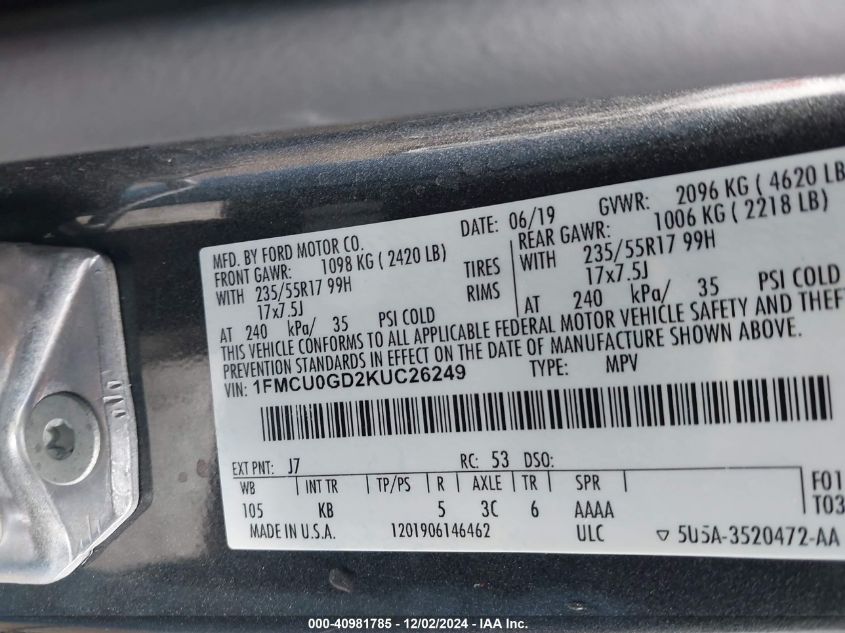 MFD. BY FORD MOTOR CO.
DATE: 06/19 GVWR: 2096 KG ( 4620 LB
FRONT GAWR: 1098 KG ( 2420 LB) REAR GAWR: 1006 KG ( 2218 LB)
WITH 235/55R17 99H TIRES WITH 235/55R17 99H
17x7.5J RIMS 17x7.5J
AT 240 kPa/ 35 PSI COLD AT 240 kPa/ 35 PSI COLD
THIS VEHICLE CONFORMS TO ALL APPLICABLE FEDERAL MOTOR VEHICLE SAFETY AND THEF
PREVENTION STANDARDS IN EFFECT ON THE DATE OF MANUFACTURE SHOWN ABOVE.
VIN: 1FMCU0GD2KUC26249 TYPE: MPV
EXT PNT: J7 RC: 53 DSO:
WB INT TR TP/PS R AXLE TR SPR F01
105 KB 5 3C 6 AAAA T03
MADE IN U.S.A. 1201906146462 ULC ▽ 5U5A-3520472-AA
000-40981785 - 12/02/2024 - IAA Inc.